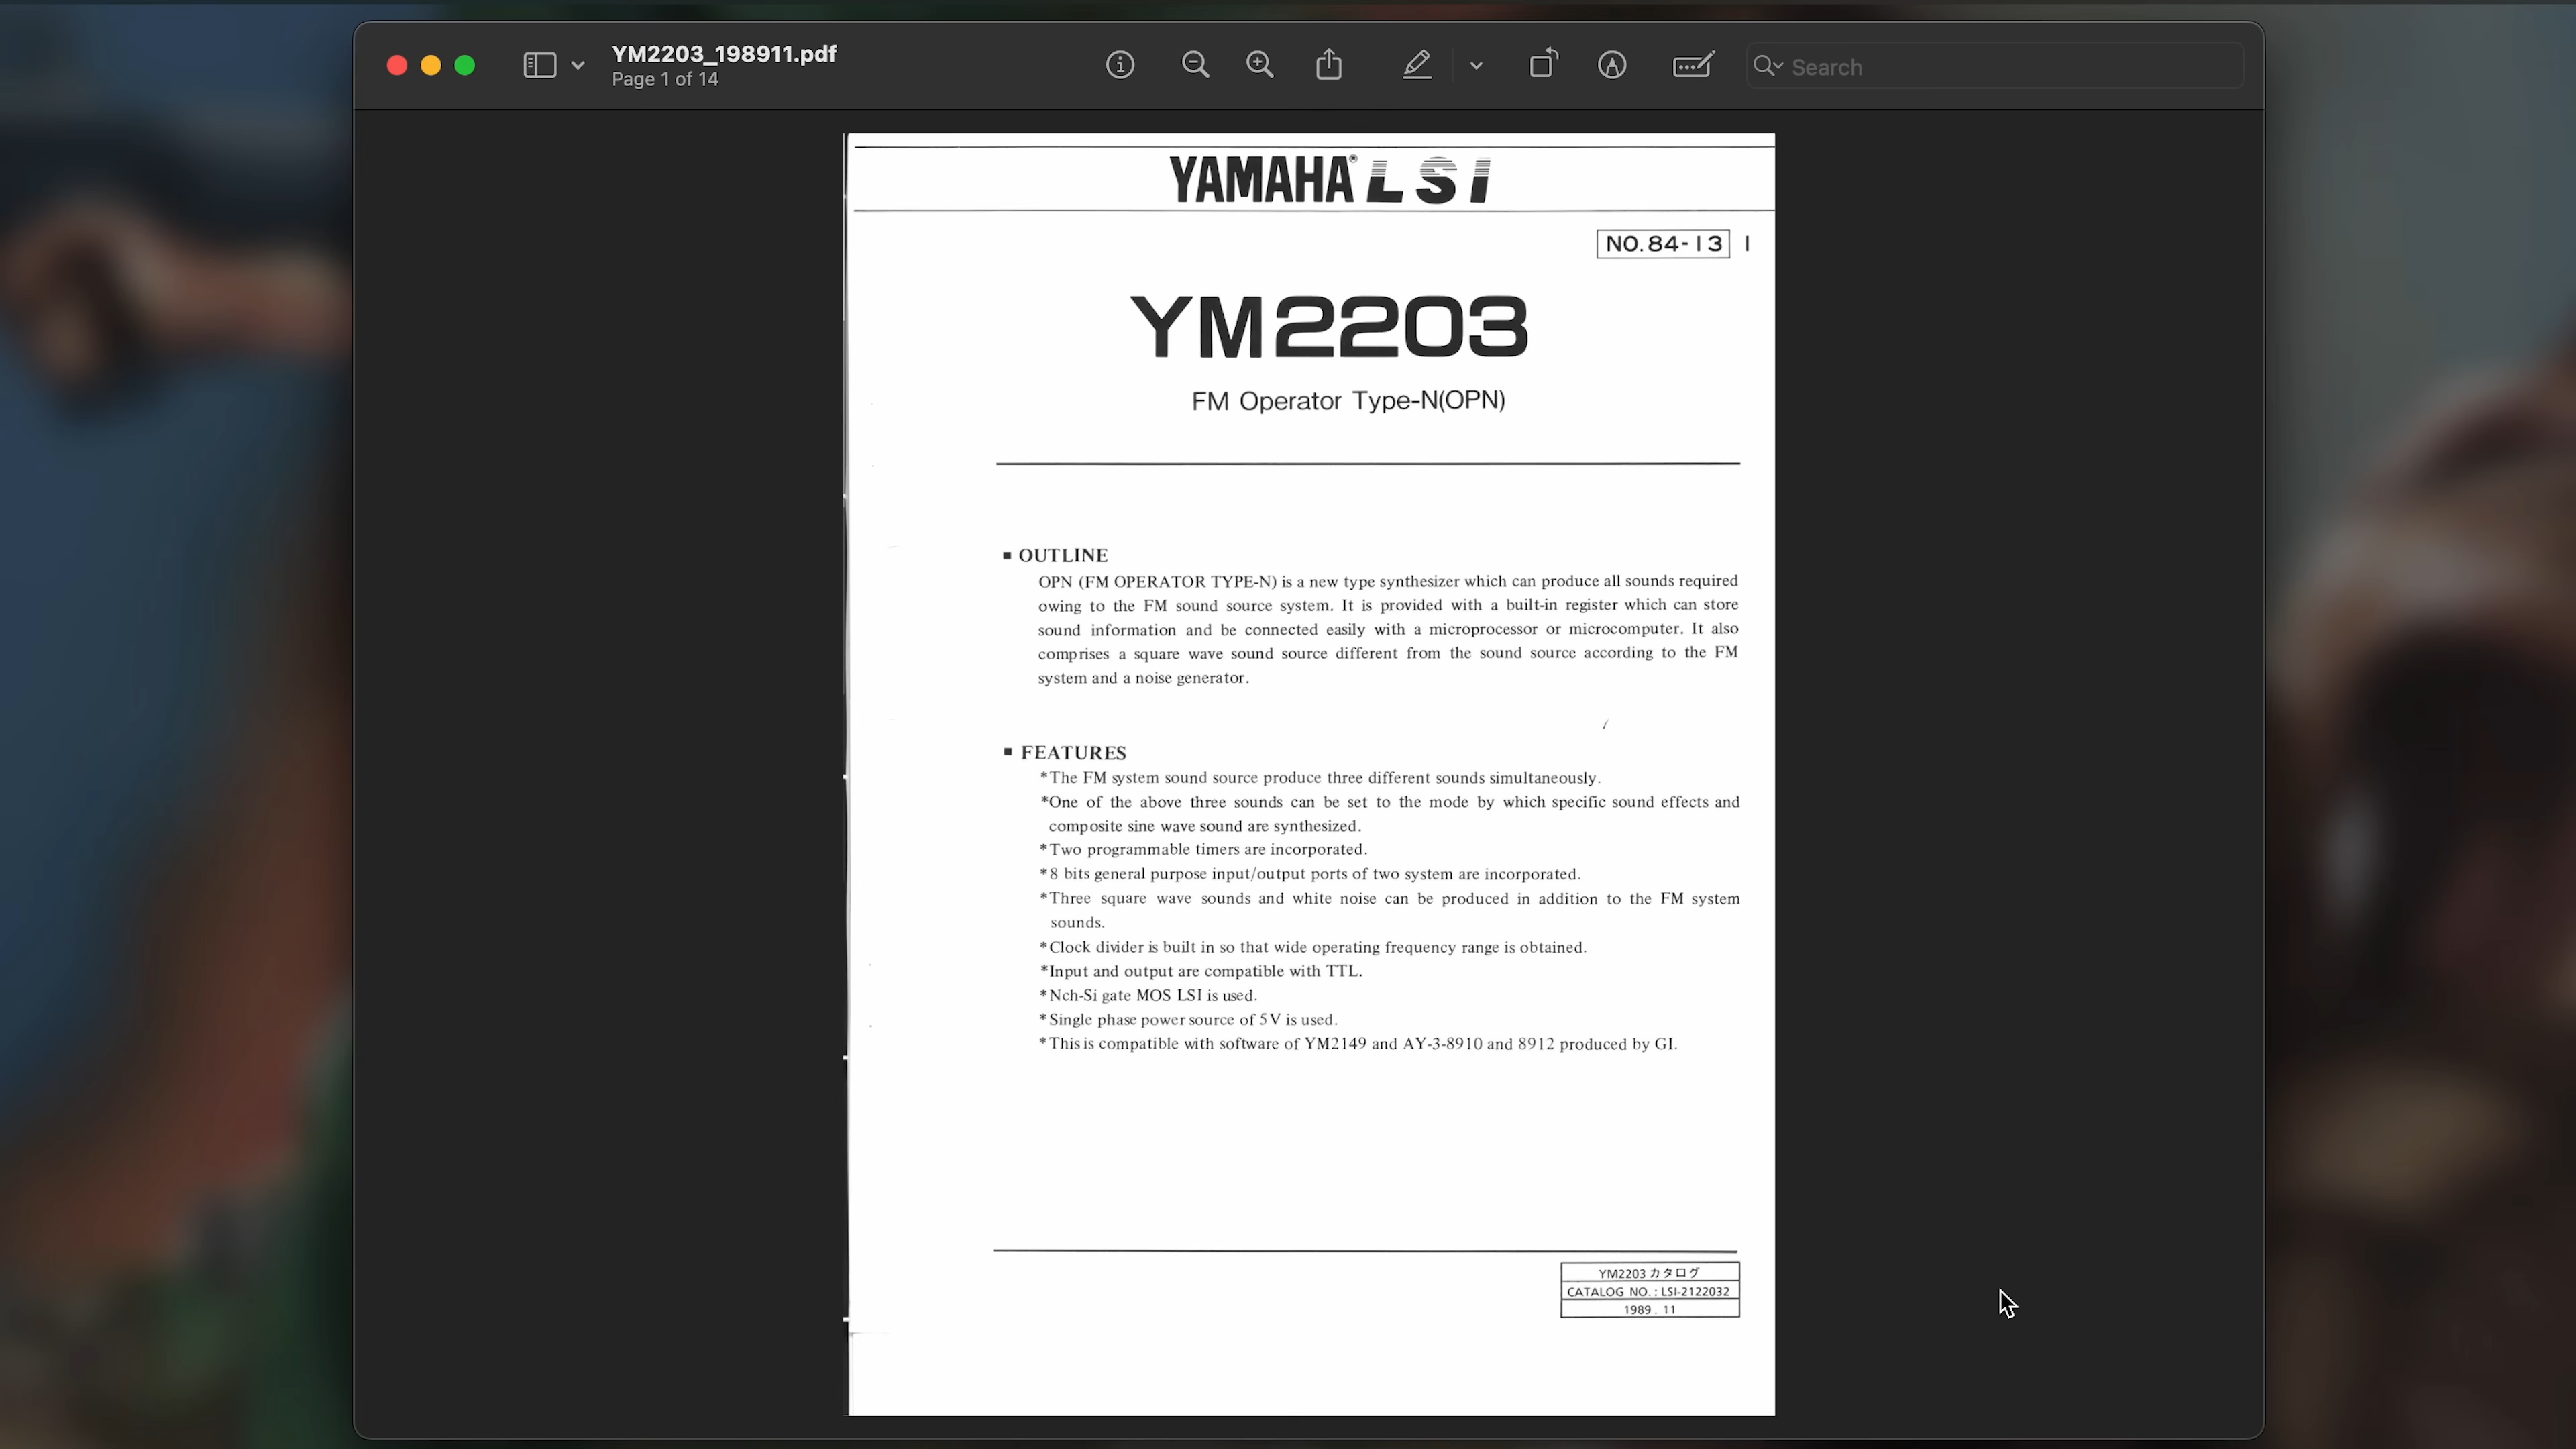 YM2203_198911.pdf
Page 1 of 14
Search
YAMAHA® LSI
NO.84-13 I
YM2203
FM Operator Type-N(OPN)
■ OUTLINE
OPN (FM OPERATOR TYPE-N) is a new type synthesizer which can produce all sounds required
owing to the FM sound source system. It is provided with a built-in register which can store
sound information and be connected easily with a microprocessor or microcomputer. It also
comprises a square wave sound source different from the sound source according to the FM
system and a noise generator.
■ FEATURES
*The FM system sound source produce three different sounds simultaneously.
*One of the above three sounds can be set to the mode by which specific sound effects and
composite sine wave sound are synthesized.
*Two programmable timers are incorporated.
*8 bits general purpose input/output ports of two system are incorporated.
*Three square wave sounds and white noise can be produced in addition to the FM system
sounds.
*Clock divider is built in so that wide operating frequency range is obtained.
*Input and output are compatible with TTL.
*Nch-Si gate MOS LSI is used.
*Single phase power source of 5V is used.
*This is compatible with software of YM2149 and AY-3-8910 and 8912 produced by GI.
YM2203 カタログ
CATALOG NO. : LSI-2122032
1989. 11